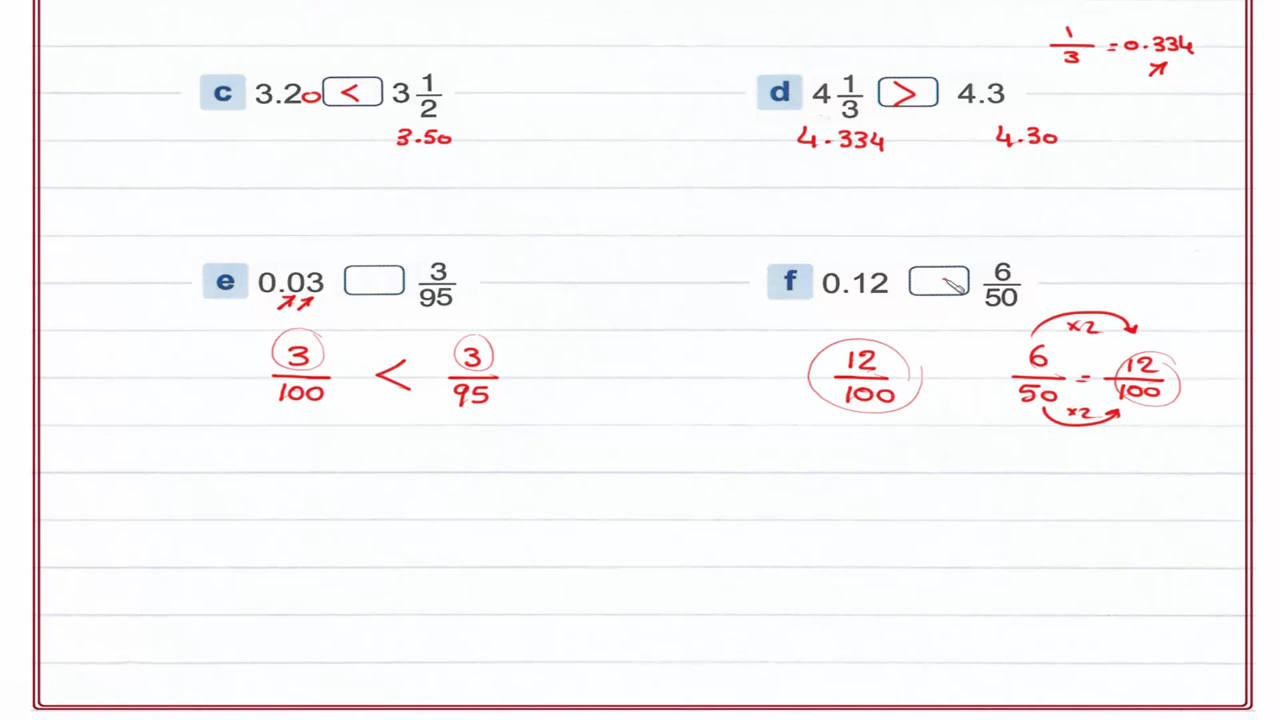 1/3 = 0.334
c 3.20 < 3 1/2
3.50
d 4 1/3 > 4.3
4.334 4.30
e 0.03 3/95
3/100 < 3/95
f 0.12 6/50
×2
12/100 6/50 = 12/100
×2